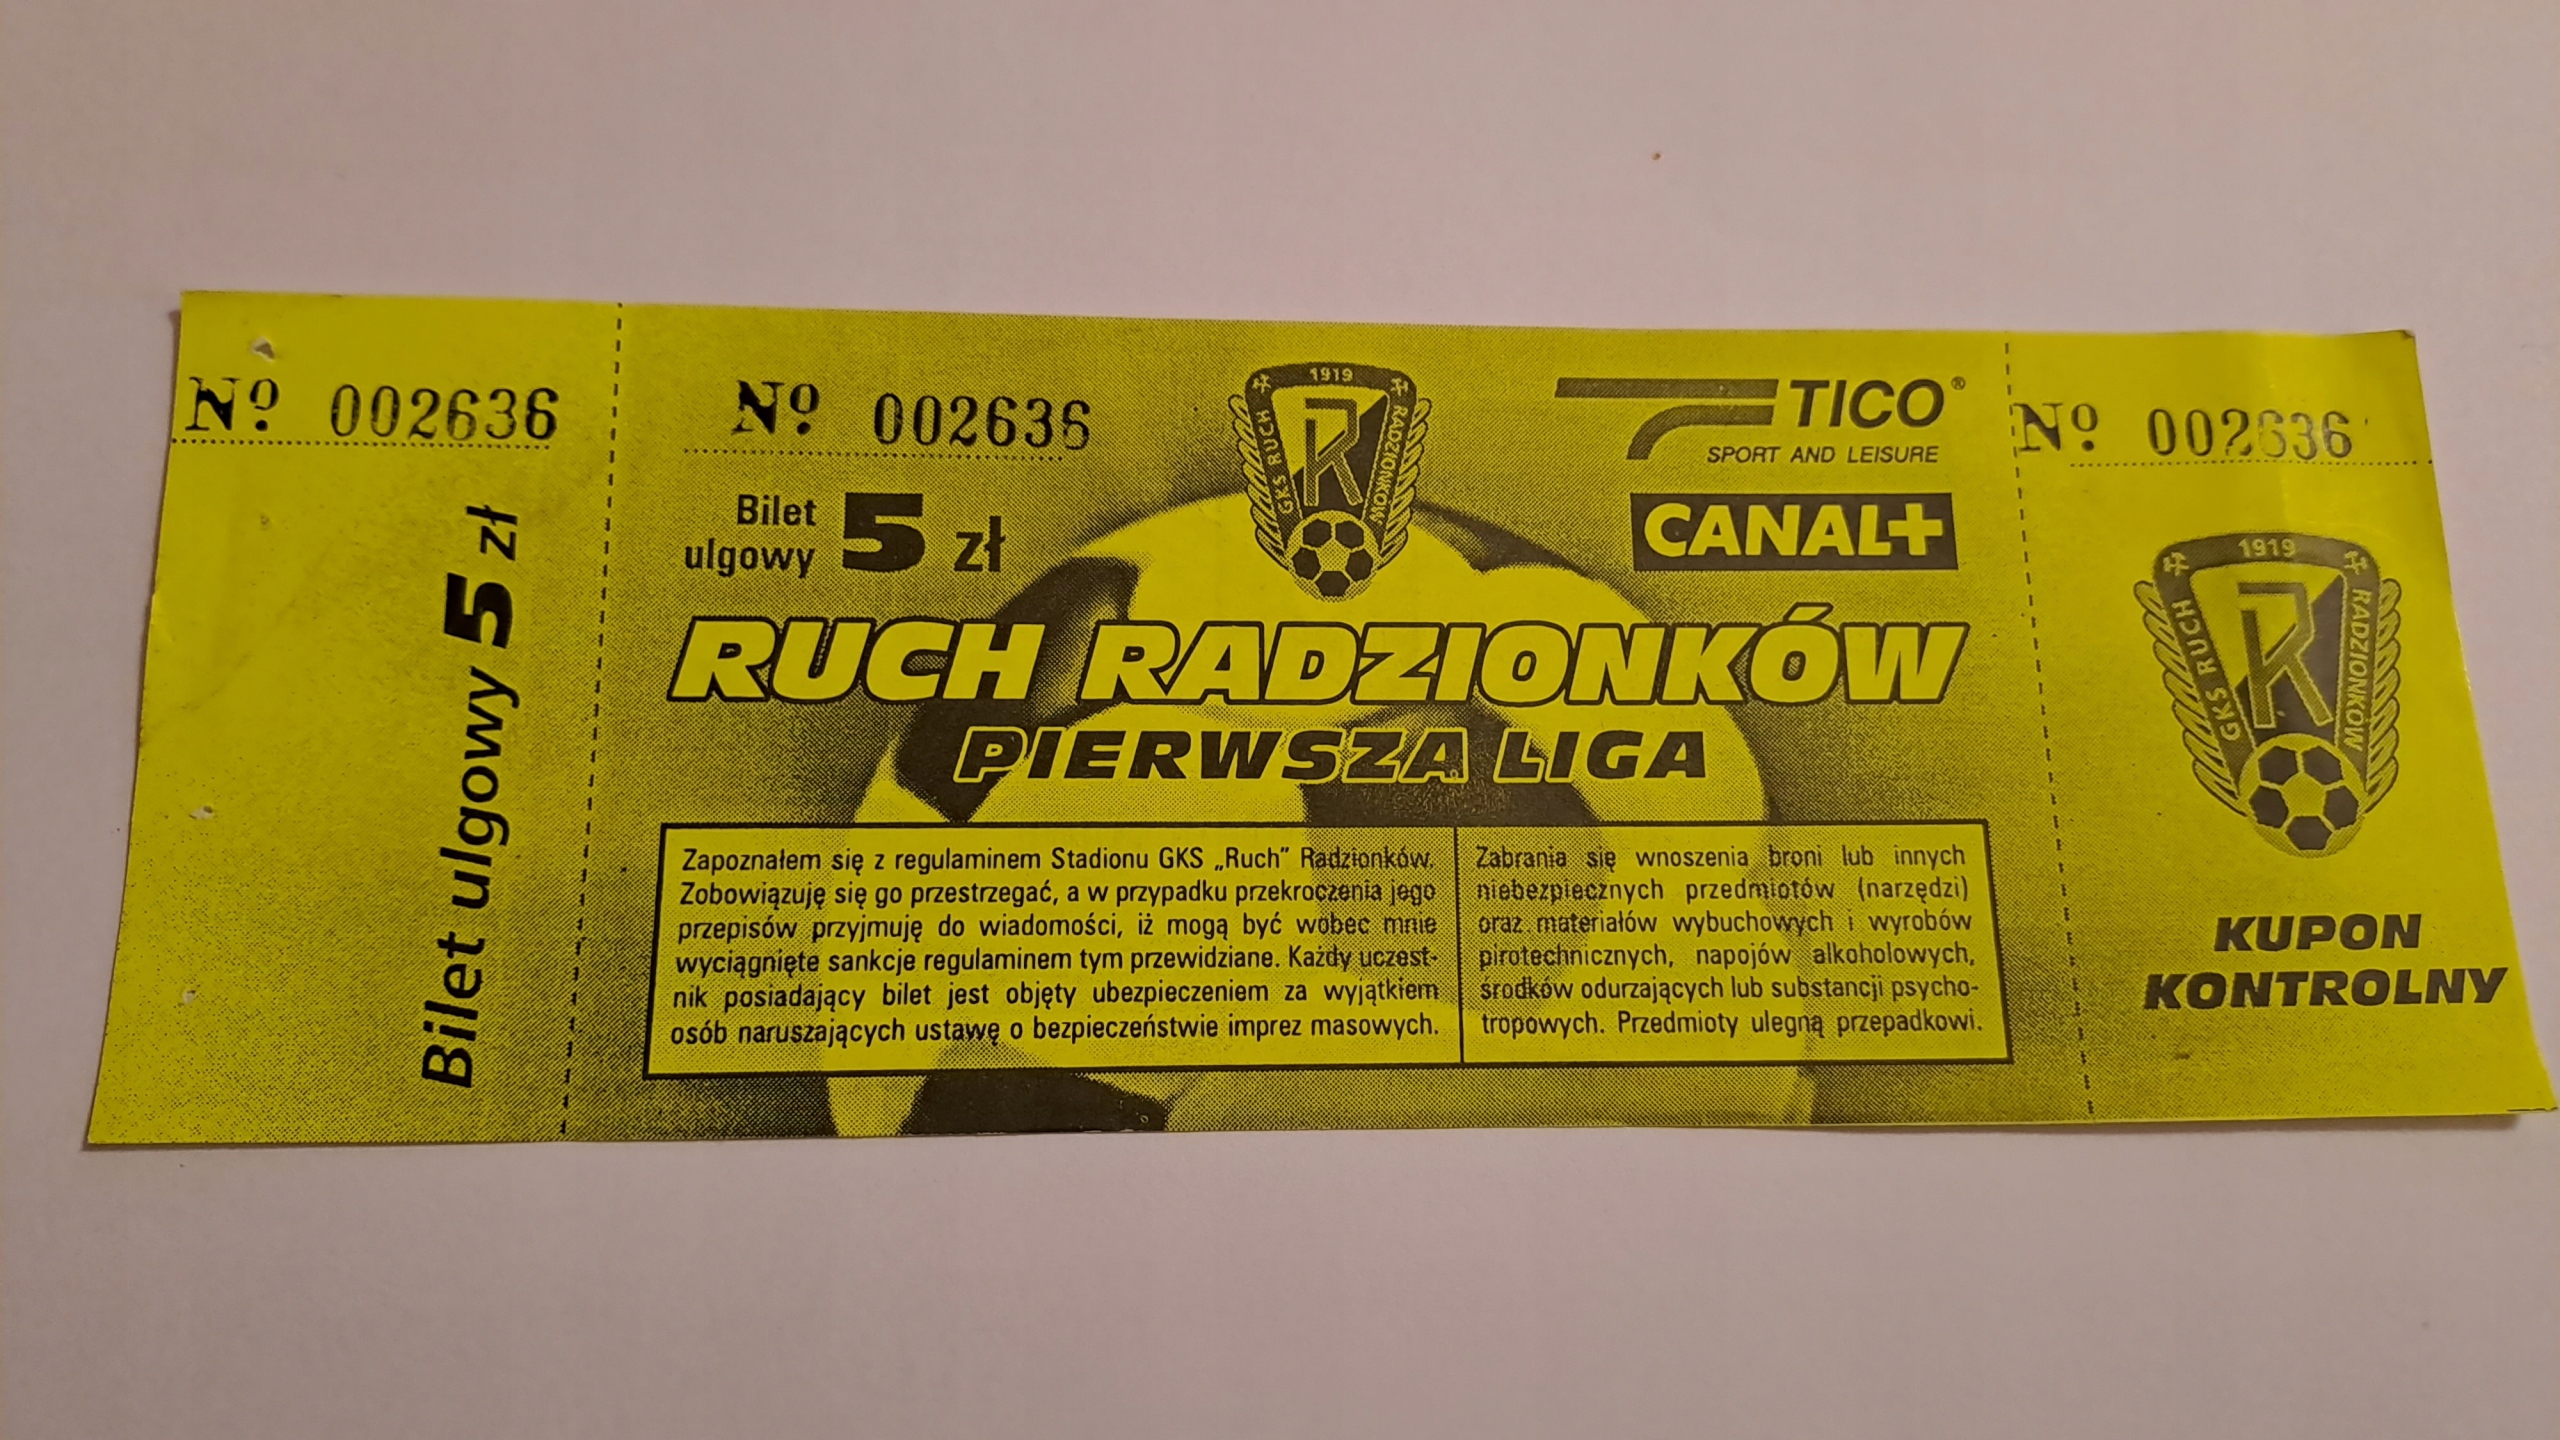 Nº 002636
Bilet ulgowy 5 zł
Nº 002636
Bilet
ulgowy 5 zł
1919
GKS RUCH RADZIONKÓW
R
TICO®
SPORT AND LEISURE
CANAL+
RUCH RADZIONKÓW
PIERWSZA LIGA
Zapoznałem się z regulaminem Stadionu GKS „Ruch” Radzionków.
Zobowiązuję się go przestrzegać, a w przypadku przekroczenia jego
przepisów przyjmuję do wiadomości, iż mogą być wobec mnie
wyciągnięte sankcje regulaminem tym przewidziane. Każdy uczest-
nik posiadający bilet jest objęty ubezpieczeniem za wyjątkiem
osób naruszających ustawę o bezpieczeństwie imprez masowych.
Zabrania się wnoszenia broni lub innych
niebezpiecznych przedmiotów (narzędzi)
oraz materiałów wybuchowych i wyrobów
pirotechnicznych, napojów alkoholowych,
środków odurzających lub substancji psycho-
tropowych. Przedmioty ulegną przepadkowi.
Nº 002636
1919
GKS RUCH RADZIONKÓW
R
KUPON
KONTROLNY